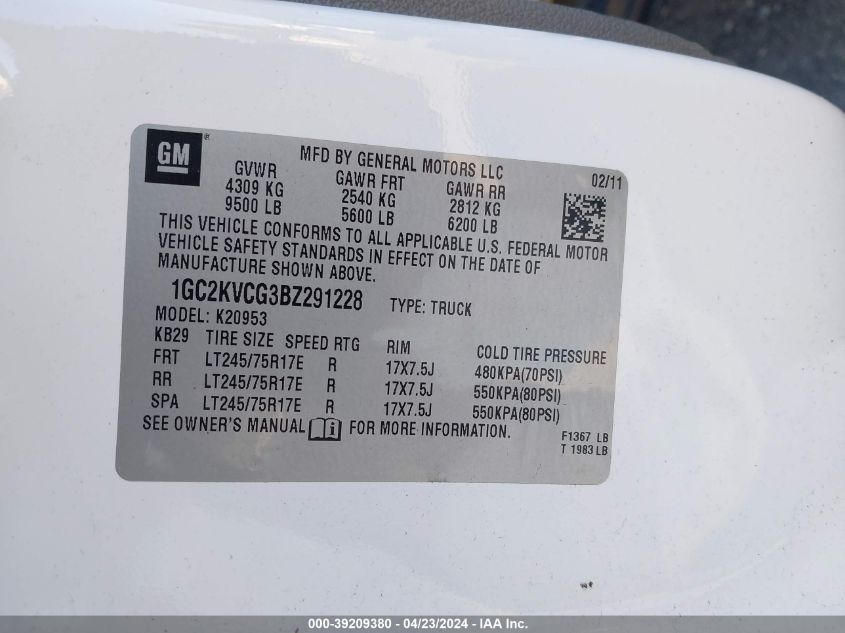 GM ®
MFD BY GENERAL MOTORS LLC
02/11
GVWR GAWR FRT GAWR RR
4309 KG 2540 KG 2812 KG
9500 LB 5600 LB 6200 LB
THIS VEHICLE CONFORMS TO ALL APPLICABLE U.S. FEDERAL MOTOR
VEHICLE SAFETY STANDARDS IN EFFECT ON THE DATE OF
MANUFACTURE SHOWN ABOVE.
1GC2KVCG3BZ291228 TYPE: TRUCK
MODEL: K20953
KB29 TIRE SIZE SPEED RTG RIM COLD TIRE PRESSURE
FRT LT245/75R17E R 17X7.5J 480KPA(70PSI)
RR LT245/75R17E R 17X7.5J 550KPA(80PSI)
SPA LT245/75R17E R 17X7.5J 550KPA(80PSI)
SEE OWNER'S MANUAL i FOR MORE INFORMATION.
F1367 LB
T 1983 LB
000-39209380 - 04/23/2024 - IAA Inc.